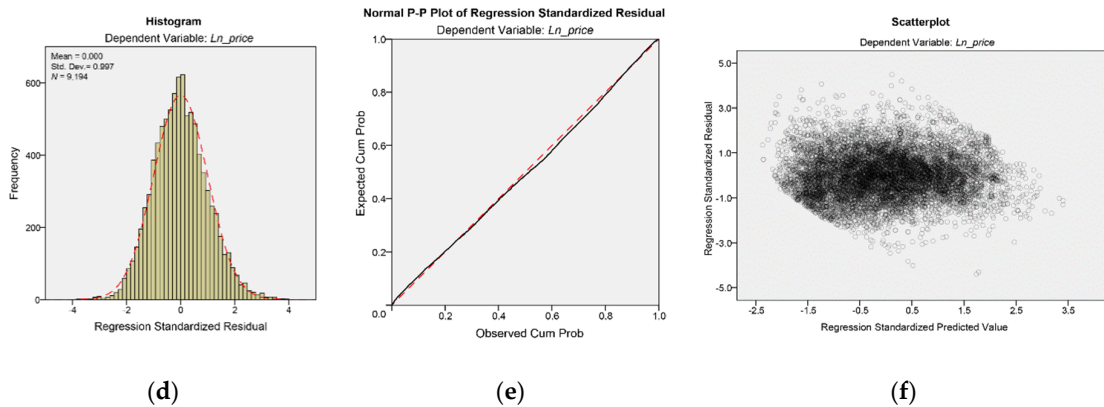 Histogram
Dependent Variable: Ln_price
Mean = 0.000
Std. Dev.= 0.997
N = 9,194
600
400
200
0
-4
-2
0
2
4
Frequency
Regression Standardized Residual
(d)
Normal P-P Plot of Regression Standardized Residual
Dependent Variable: Ln_price
1.0
0.8
0.6
0.4
0.2
0.0
0.2
0.4
0.6
0.8
1.0
Expected Cum Prob
Observed Cum Prob
(e)
Scatterplot
Dependent Variable: Ln_price
5.0
3.0
1.0
-1.0
-3.0
-5.0
-2.5
-1.5
-0.5
0.5
1.5
2.5
3.5
Regression Standardized Residual
Regression Standardized Predicted Value
(f)